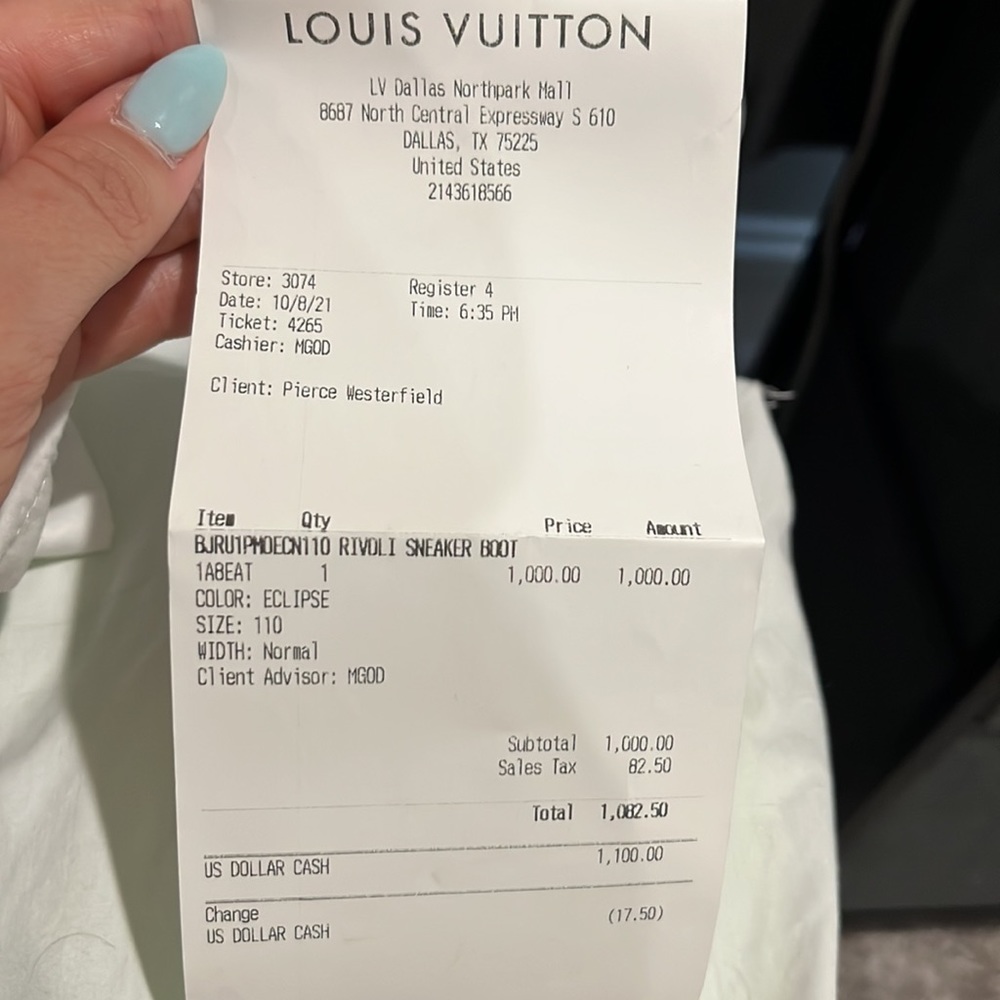 LOUIS VUITTON
LV Dallas Northpark Mall
8687 North Central Expressway S 610
DALLAS, TX 75225
United States
2143618566
Store: 3074 Register 4
Date: 10/8/21 Time: 6:35 PM
Ticket: 4265
Cashier: MGOD
Client: Pierce Westerfield
Item Qty Price Amount
BJRU1PMOECN110 RIVOLI SNEAKER BOOT
1A8EAT 1 1,000.00 1,000.00
COLOR: ECLIPSE
SIZE: 110
WIDTH: Normal
Client Advisor: MGOD
Subtotal 1,000.00
Sales Tax 82.50
Total 1,082.50
US DOLLAR CASH 1,100.00
Change (17.50)
US DOLLAR CASH